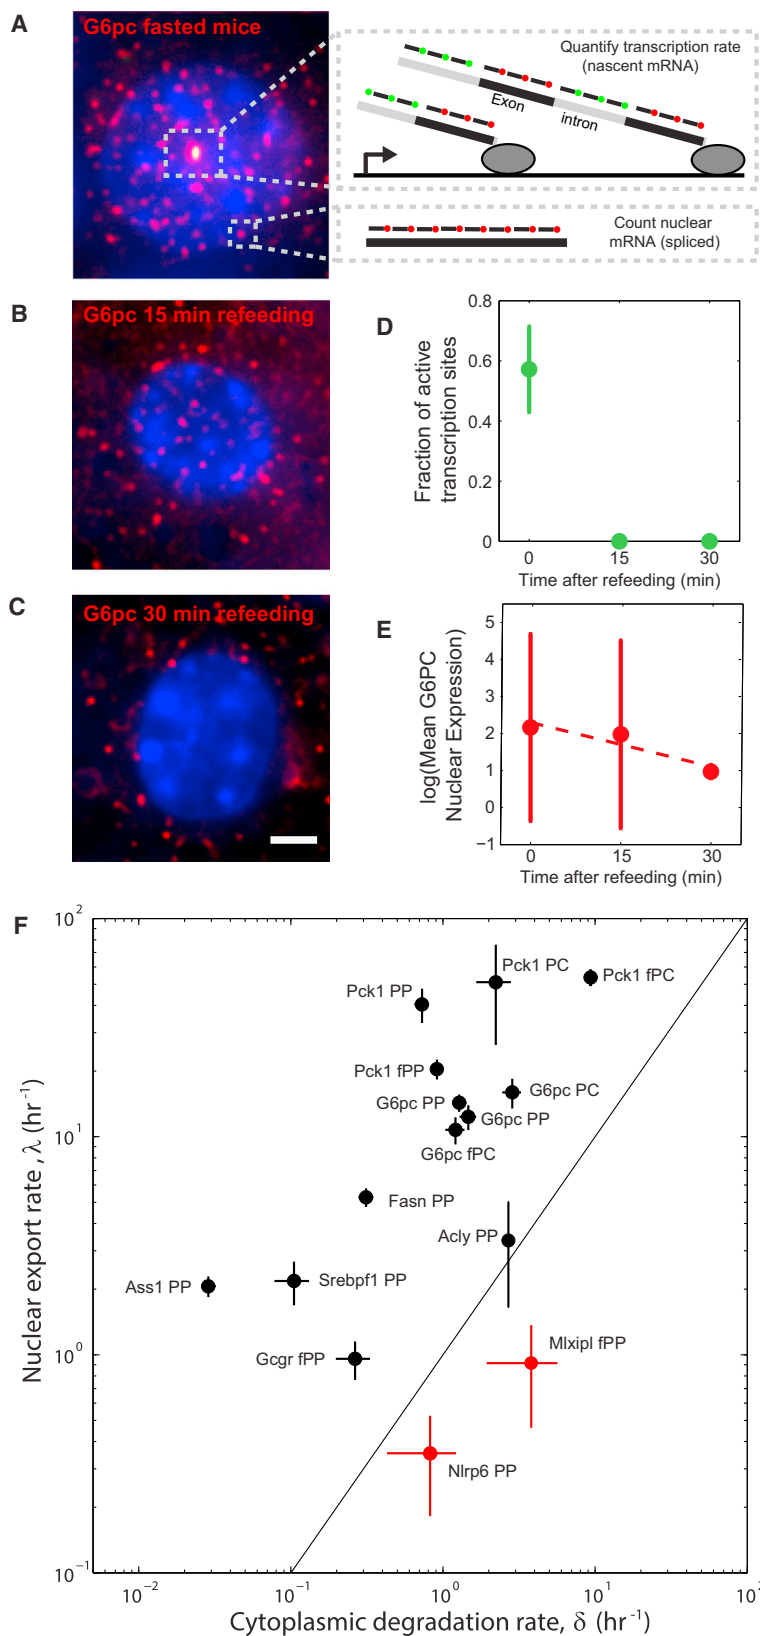 A
G6pc fasted mice
Quantify transcription rate
(nascent mRNA)
Exon
intron
Count nuclear
mRNA (spliced)
B
G6pc 15 min refeeding
C
G6pc 30 min refeeding
D
Fraction of active
transcription sites
0.8
0.6
0.4
0.2
0
0
15
30
Time after refeeding (min)
E
log(Mean G6PC
Nuclear Expression)
5
4
3
2
1
0
−1
0
15
30
Time after refeeding (min)
F
Nuclear export rate, λ (hr⁻¹)
10²
10¹
10⁰
10⁻¹
Pck1 PC
Pck1 fPC
Pck1 PP
Pck1 fPP
G6pc PC
G6pc PP
G6pc PP
G6pc fPC
Fasn PP
Acly PP
Ass1 PP
Srebpf1 PP
Gcgr fPP
Mlxipl fPP
Nlrp6 PP
10⁻²
10⁻¹
10⁰
10¹
10²
Cytoplasmic degradation rate, δ (hr⁻¹)